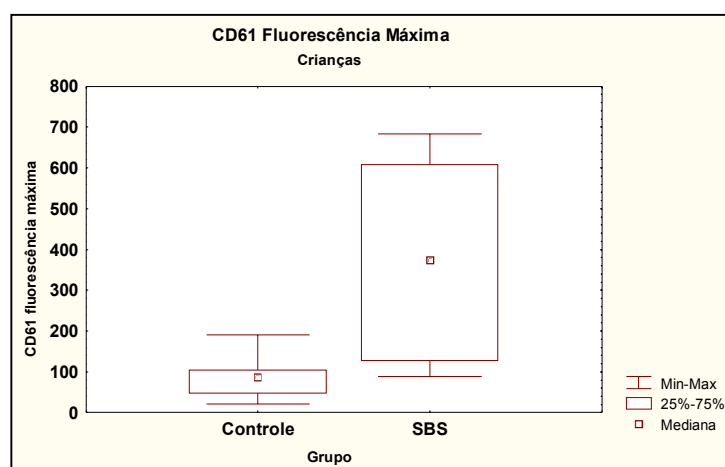 CD61 Fluorescência Máxima
Crianças
800
700
600
500
400
300
200
100
0
CD61 fluorescência máxima
Controle
SBS
Grupo
Min-Max
25%-75%
Mediana